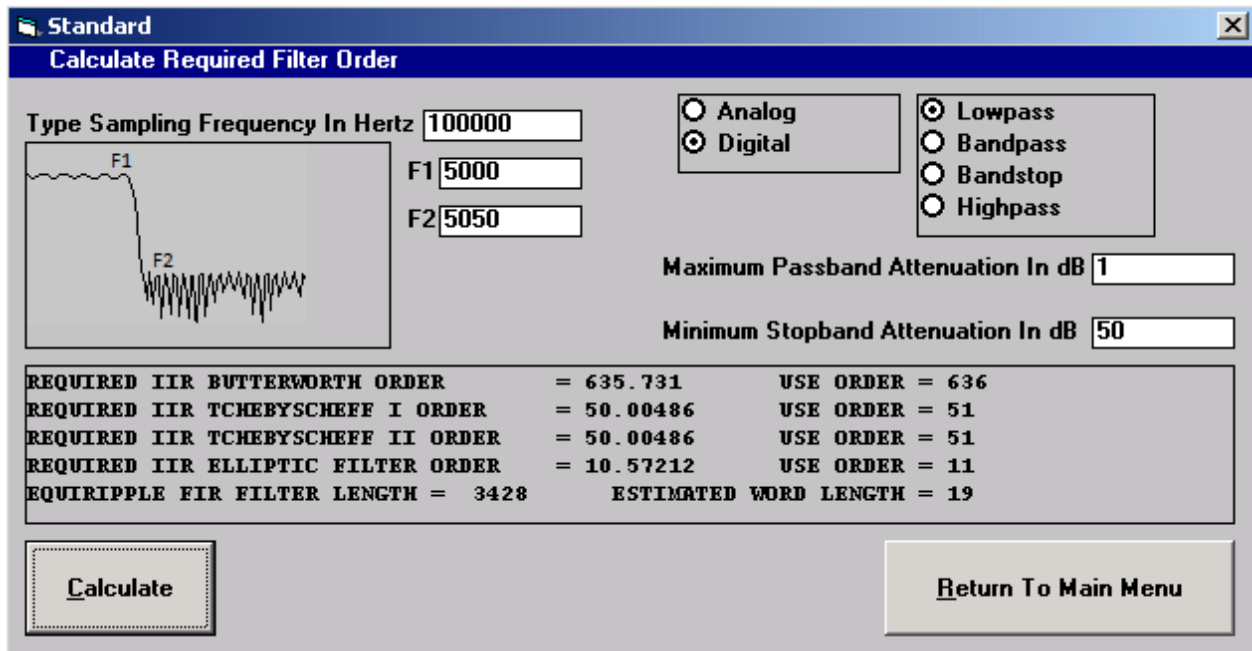 Standard
Calculate Required Filter Order
Type Sampling Frequency In Hertz 100000
F1 5000
F2 5050
F1
F2
Analog
Digital
Lowpass
Bandpass
Bandstop
Highpass
Maximum Passband Attenuation In dB 1
Minimum Stopband Attenuation In dB 50
REQUIRED IIR BUTTERWORTH ORDER = 635.731 USE ORDER = 636
REQUIRED IIR TCHEBYSCHEFF I ORDER = 50.00486 USE ORDER = 51
REQUIRED IIR TCHEBYSCHEFF II ORDER = 50.00486 USE ORDER = 51
REQUIRED IIR ELLIPTIC FILTER ORDER = 10.57212 USE ORDER = 11
EQUIRIPPLE FIR FILTER LENGTH = 3428 ESTIMATED WORD LENGTH = 19
Calculate
Return To Main Menu